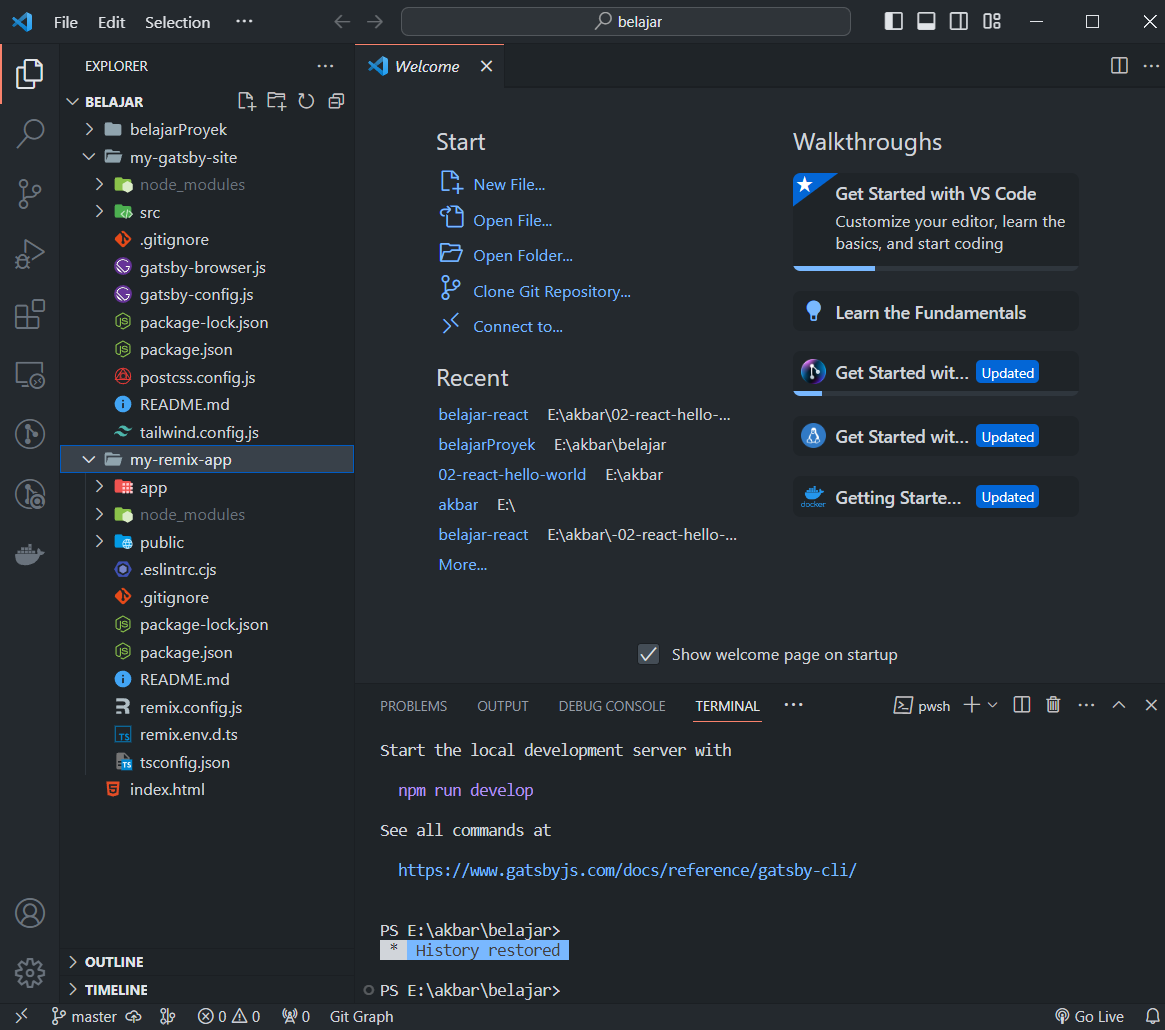 File Edit Selection ···
belajar
EXPLORER ···
BELAJAR
belajarProyek
my-gatsby-site
node_modules
src
.gitignore
gatsby-browser.js
gatsby-config.js
package-lock.json
package.json
postcss.config.js
README.md
tailwind.config.js
my-remix-app
app
node_modules
public
.eslintrc.cjs
.gitignore
package-lock.json
package.json
README.md
remix.config.js
remix.env.d.ts
tsconfig.json
index.html
OUTLINE
TIMELINE
Welcome
Start
New File...
Open File...
Open Folder...
Clone Git Repository...
Connect to...
Recent
belajar-react E:\akbar\02-react-hello-...
belajarProyek E:\akbar\belajar
02-react-hello-world E:\akbar
akbar E:\
belajar-react E:\akbar\-02-react-hello-...
More...
Walkthroughs
Get Started with VS Code
Customize your editor, learn the
basics, and start coding
Learn the Fundamentals
Get Started wit... Updated
Get Started wit... Updated
docker
Getting Starte... Updated
Show welcome page on startup
PROBLEMS OUTPUT DEBUG CONSOLE TERMINAL ··· pwsh
Start the local development server with
npm run develop
See all commands at
https://www.gatsbyjs.com/docs/reference/gatsby-cli/
PS E:\akbar\belajar>
* History restored
PS E:\akbar\belajar>
master 0 0 0 Git Graph Go Live